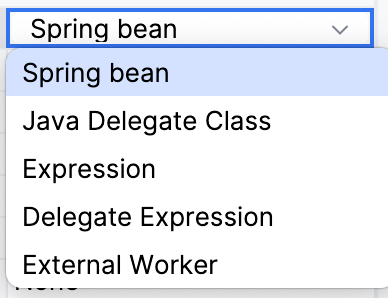 Spring bean
Spring bean
Java Delegate Class
Expression
Delegate Expression
External Worker